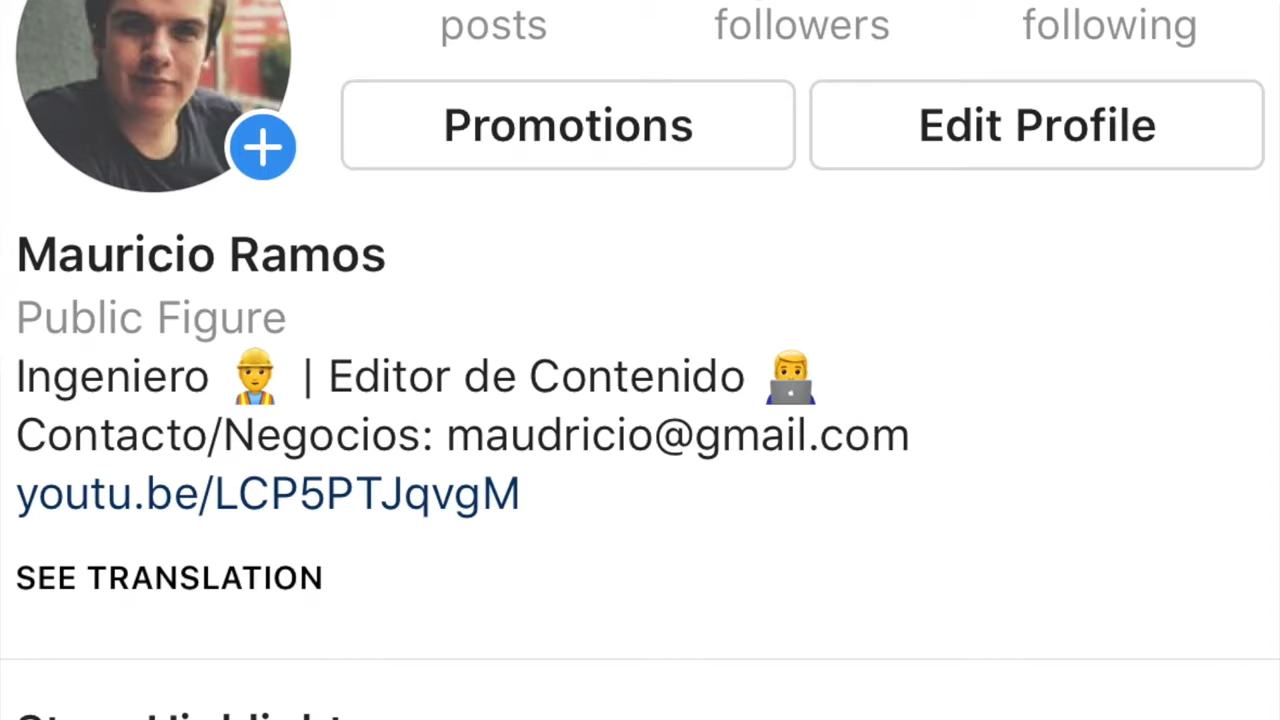 posts followers following
Promotions Edit Profile
Mauricio Ramos
Public Figure
Ingeniero 👷 | Editor de Contenido 👨‍💻
Contacto/Negocios: maudricio@gmail.com
youtu.be/LCP5PTJqvgM
SEE TRANSLATION